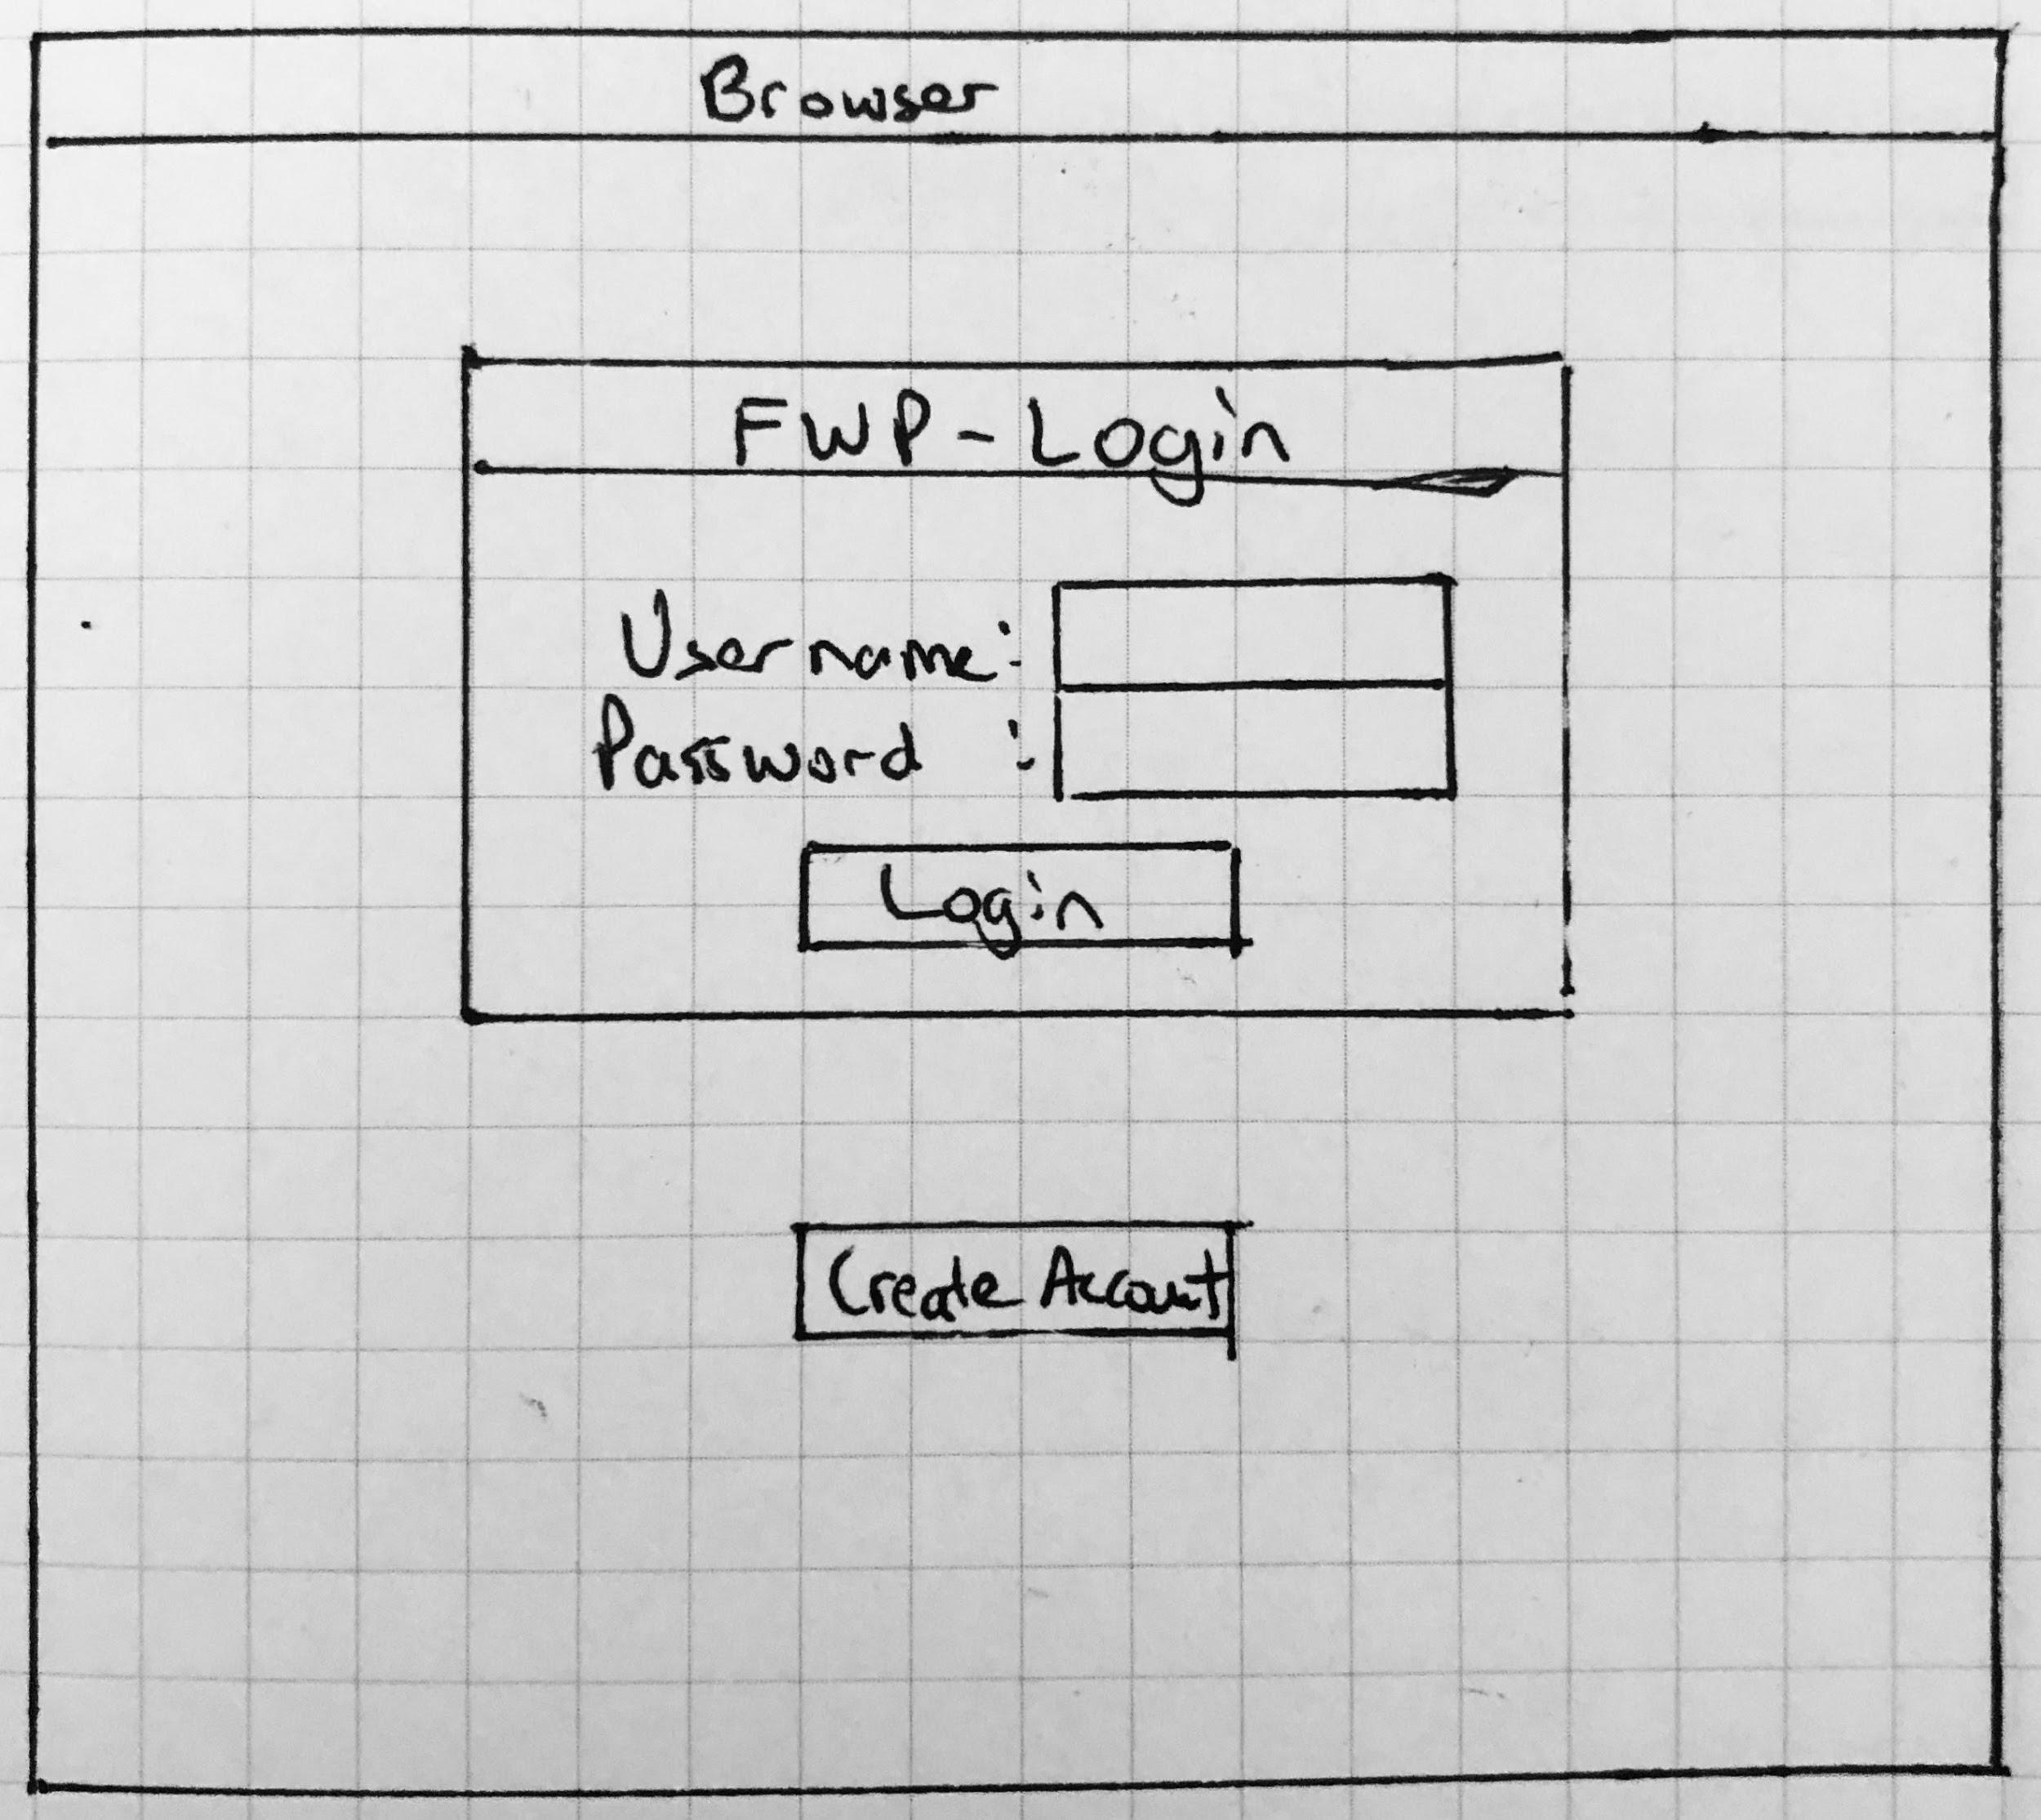 Browser
FWP-Login
Username:
Password :
Login
Create Account